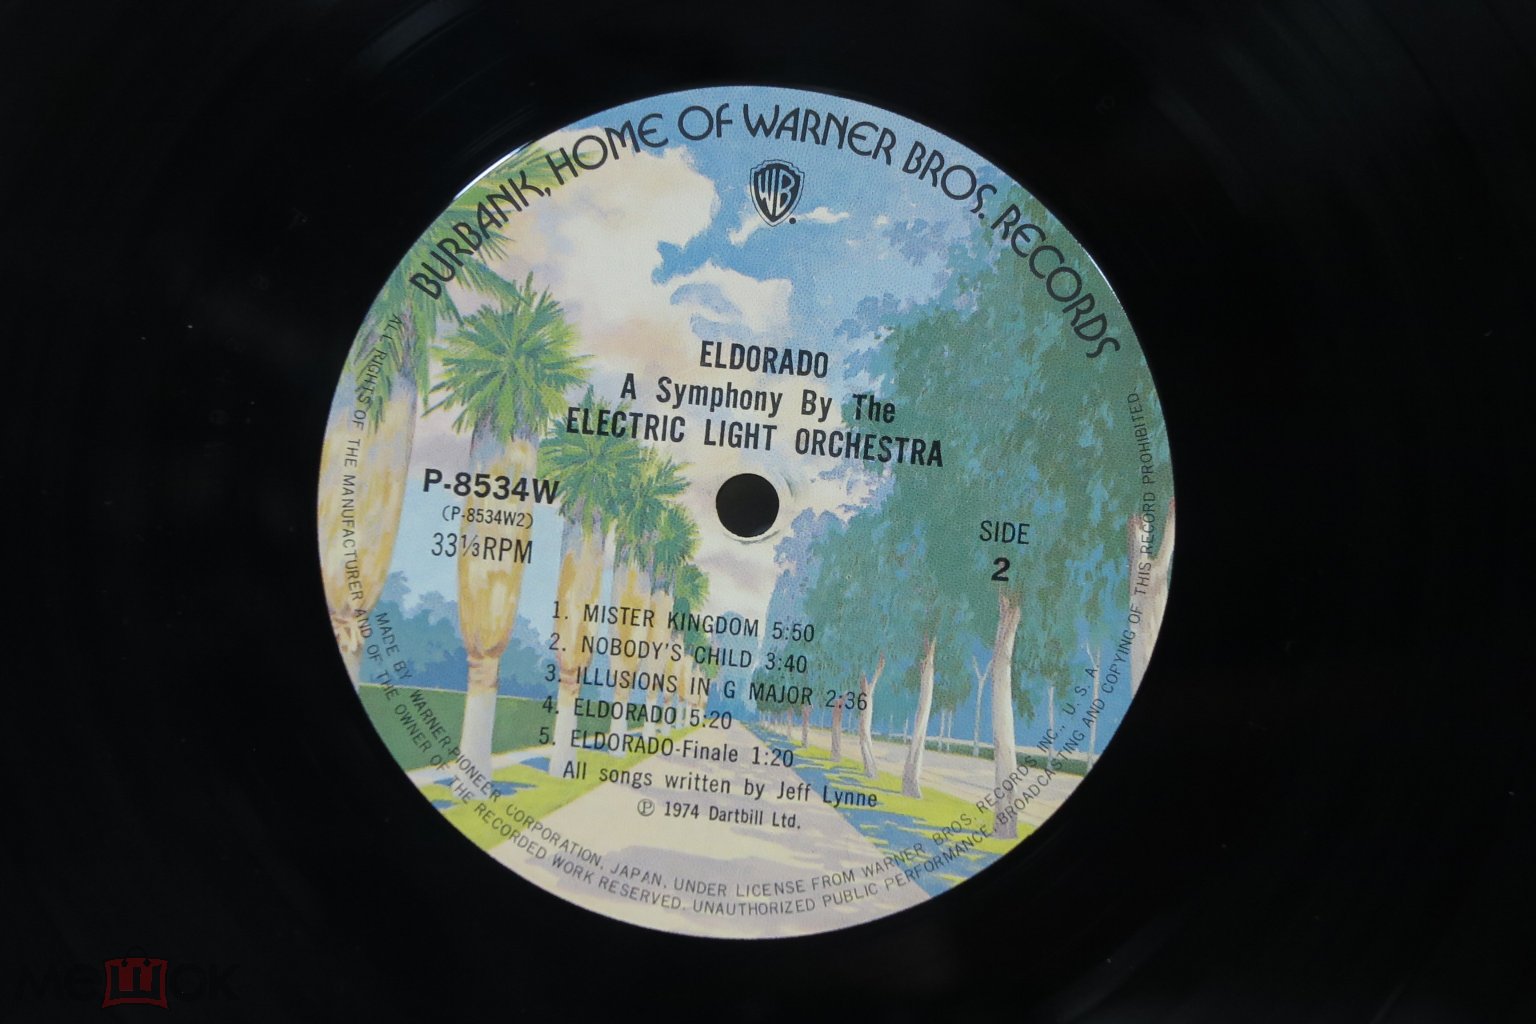 BURBANK, HOME OF WARNER BROS. RECORDS
WB
ELDORADO
A Symphony By The
ELECTRIC LIGHT ORCHESTRA
P-8534W
(P-8534W2)
33⅓RPM
SIDE
2
1. MISTER KINGDOM 5:50
2. NOBODY'S CHILD 3:40
3. ILLUSIONS IN G MAJOR 2:36
4. ELDORADO 5:20
5. ELDORADO-Finale 1:20
All songs written by Jeff Lynne
℗ 1974 Dartbill Ltd.
MADE BY WARNER-PIONEER CORPORATION, JAPAN, UNDER LICENSE FROM WARNER BROS. RECORDS INC., U.S.A.
ALL RIGHTS OF THE MANUFACTURER AND OF THE OWNER OF THE RECORDED WORK RESERVED. UNAUTHORIZED PUBLIC PERFORMANCE, BROADCASTING AND COPYING OF THIS RECORD PROHIBITED.
мешок